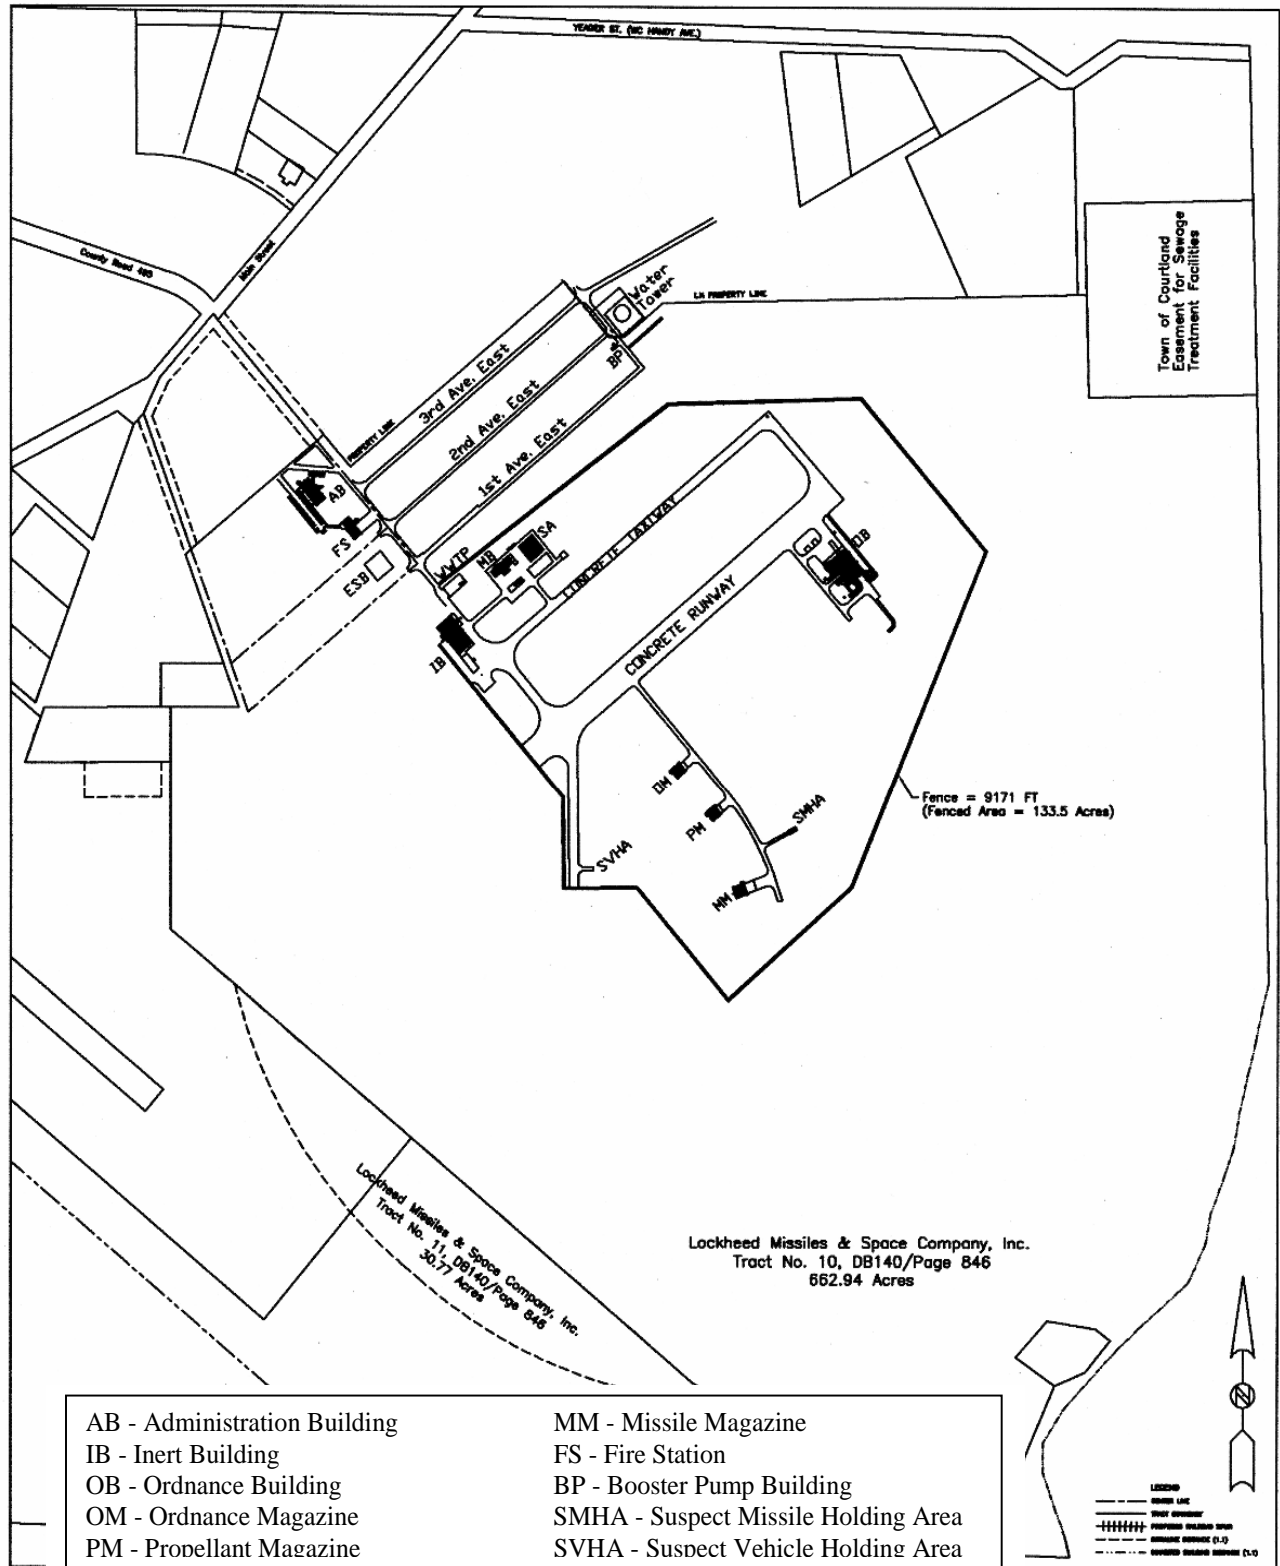 YEAGER ST. (WC HANDY AVE.)
County Road 460
Main Street
Town of Courtland
Easement for Sewage
Treatment Facilities
Water
Tower
LM PROPERTY LINE
BP
3rd Ave. East
2nd Ave. East
1st Ave. East
PROPERTY LINE
AB
FS
ESB
WWTP
MB
SA
CONCRETE TAXIWAY
OB
CONCRETE RUNWAY
IB
OM
PM
SMHA
SVHA
MM
Fence = 9171 FT
(Fenced Area = 133.5 Acres)
Lockheed Missiles & Space Company, Inc.
Tract No. 11, DB140/Page 846
30.77 Acres
Lockheed Missiles & Space Company, Inc.
Tract No. 10, DB140/Page 846
662.94 Acres
N
AB - Administration Building
IB - Inert Building
OB - Ordnance Building
OM - Ordnance Magazine
PM - Propellant Magazine
MM - Missile Magazine
FS - Fire Station
BP - Booster Pump Building
SMHA - Suspect Missile Holding Area
SVHA - Suspect Vehicle Holding Area
LEGEND